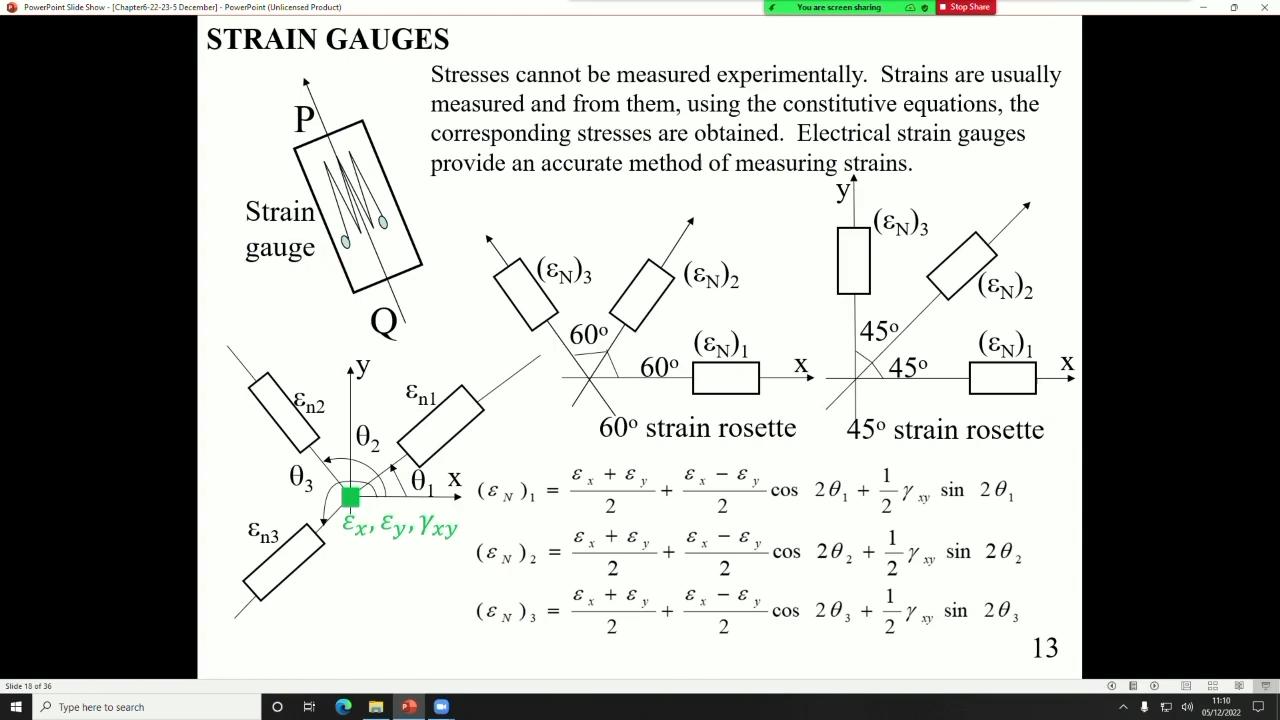 PowerPoint Slide Show - [Chapter6-22-23-5 December] - PowerPoint (Unlicensed Product)
You are screen sharing
Stop Share
STRAIN GAUGES
Stresses cannot be measured experimentally. Strains are usually
measured and from them, using the constitutive equations, the
corresponding stresses are obtained. Electrical strain gauges
provide an accurate method of measuring strains.
P
Strain
gauge
Q
(εN)3
(εN)2
60º
60º
(εN)1
x
60º strain rosette
y
(εN)3
(εN)2
45º
45º
(εN)1
x
45º strain rosette
y
εn2
εn1
θ2
θ3
θ1
x
εn3
εx, εy, γxy
(εN)1 = (εx + εy)/2 + (εx − εy)/2 cos 2θ1 + 1/2 γxy sin 2θ1
(εN)2 = (εx + εy)/2 + (εx − εy)/2 cos 2θ2 + 1/2 γxy sin 2θ2
(εN)3 = (εx + εy)/2 + (εx − εy)/2 cos 2θ3 + 1/2 γxy sin 2θ3
13
Slide 18 of 36
Type here to search
11:10
05/12/2022